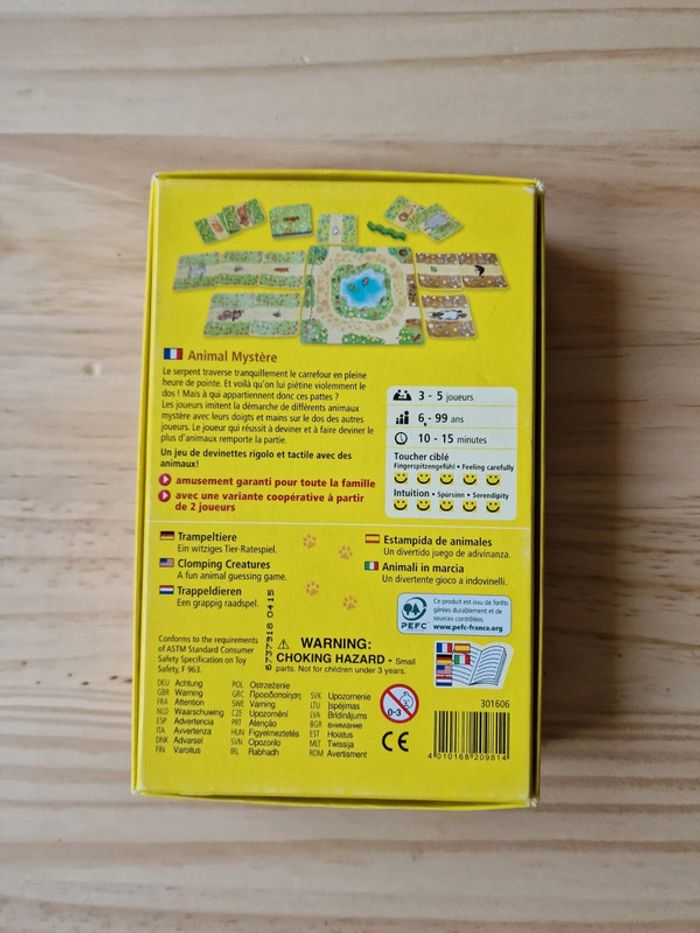 Animal Mystère
Le serpent traverse tranquillement le carrefour en pleine
heure de pointe. Et voilà qu'on lui piétine violemment le
dos ! Mais à qui appartiennent donc ces pattes ?
Les joueurs imitent la démarche de différents animaux
mystère avec leurs doigts et mains sur le dos des autres
joueurs. Le joueur qui réussit à deviner et à faire deviner le
plus d'animaux remporte la partie.
Un jeu de devinettes rigolo et tactile avec des
animaux!
amusement garanti pour toute la famille
avec une variante coopérative à partir
de 2 joueurs
3 - 5 joueurs
6 - 99 ans
10 - 15 minutes
Toucher ciblé
Fingerspitzengefühl • Feeling carefully
Intuition • Spürsinn • Serendipity
Trampeltiere
Ein witziges Tier-Ratespiel.
Clomping Creatures
A fun animal guessing game.
Trappeldieren
Een grappig raadspel.
Estampida de animales
Un divertido juego de adivinanza.
Animali in marcia
Un divertente gioco a indovinelli.
PEFC
Ce produit est issu de forêts
gérées durablement et de
sources contrôlées.
www.pefc-france.org
6737918 0415
Conforms to the requirements
of ASTM Standard Consumer
Safety Specification on Toy
Safety, F 963.
WARNING:
CHOKING HAZARD - Small
parts. Not for children under 3 years.
DEU Achtung
GBR Warning
FRA Attention
NLD Waarschuwing
ESP Advertencia
ITA Avvertenza
DNK Advarsel
FIN Varoitus
POL Ostrzeżenie
GRC Προειδοποίηση
SWE Varning
CZE Upozornění
PRT Atenção
HUN Figyelmeztetés
SVN Opozorilo
IRL Rabhadh
SVK Upozornenie
LTU Įspėjimas
LVA Brīdinājums
BGR внимание
EST Hoiatus
MLT Twissija
ROM Avertisment
0-3
CE
301606
4 010168 209814